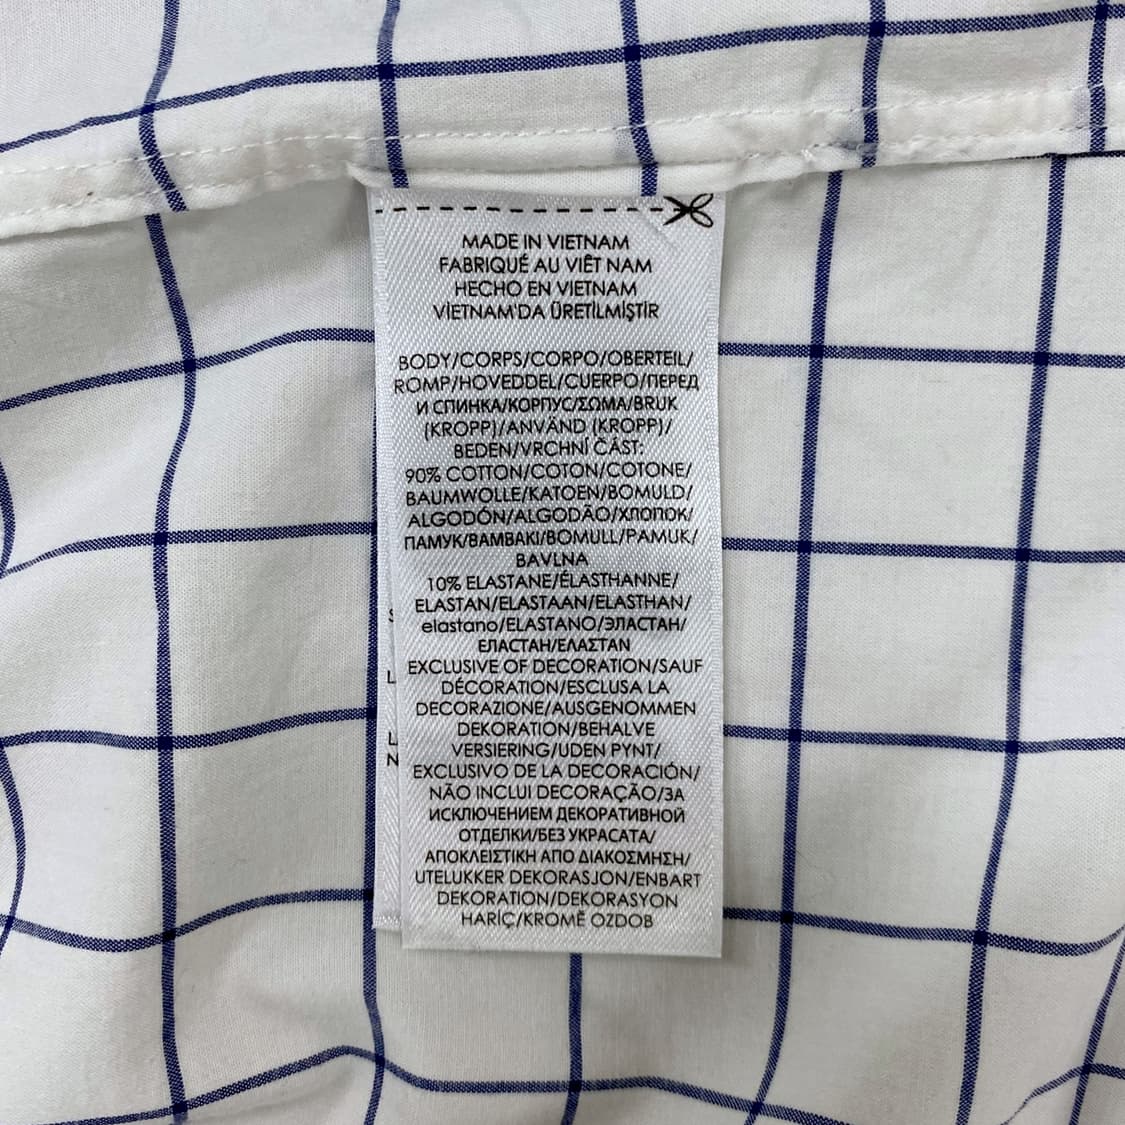 MADE IN VIETNAM
FABRIQUÉ AU VIÊT NAM
HECHO EN VIETNAM
VİETNAM'DA ÜRETİLMİŞTİR
BODY/CORPS/CORPO/OBERTEIL/
ROMP/HOVEDDEL/CUERPO/ПЕРЕД
И СПИНКА/КОРПУС/ΣΩΜΑ/BRUK
(KROPP)/ANVÄND (KROPP)/
BEDEN/VRCHNÍ ČÂST:
90% COTTON/COTON/COTONE/
BAUMWOLLE/KATOEN/BOMULD/
ALGODÓN/ALGODÃO/ХЛОПОК/
ПАМУК/ΒΑΜΒΑΚΙ/BOMULL/PAMUK/
BAVLNA
10% ELASTANE/ÉLASTHANNE/
ELASTAN/ELASTAAN/ELASTHAN/
elastano/ELASTANO/ЭЛАСТАН/
ЕЛАСТАН/ΕΛΑΣΤΑΝ
EXCLUSIVE OF DECORATION/SAUF
DÉCORATION/ESCLUSA LA
DECORAZIONE/AUSGENOMMEN
DEKORATION/BEHALVE
VERSIERING/UDEN PYNT/
EXCLUSIVO DE LA DECORACIÓN/
NÃO INCLUI DECORAÇÃO/ЗА
ИСКЛЮЧЕНИЕМ ДЕКОРАТИВНОЙ
ОТДЕЛКИ/БЕЗ УКРАСАТА/
ΑΠΟΚΛΕΙΣΤΙΚΗ ΑΠΟ ΔΙΑΚΟΣΜΗΣΗ/
UTELUKKER DEKORASJON/ENBART
DEKORATION/DEKORASYON
HARIÇ/KROMĚ OZDOB